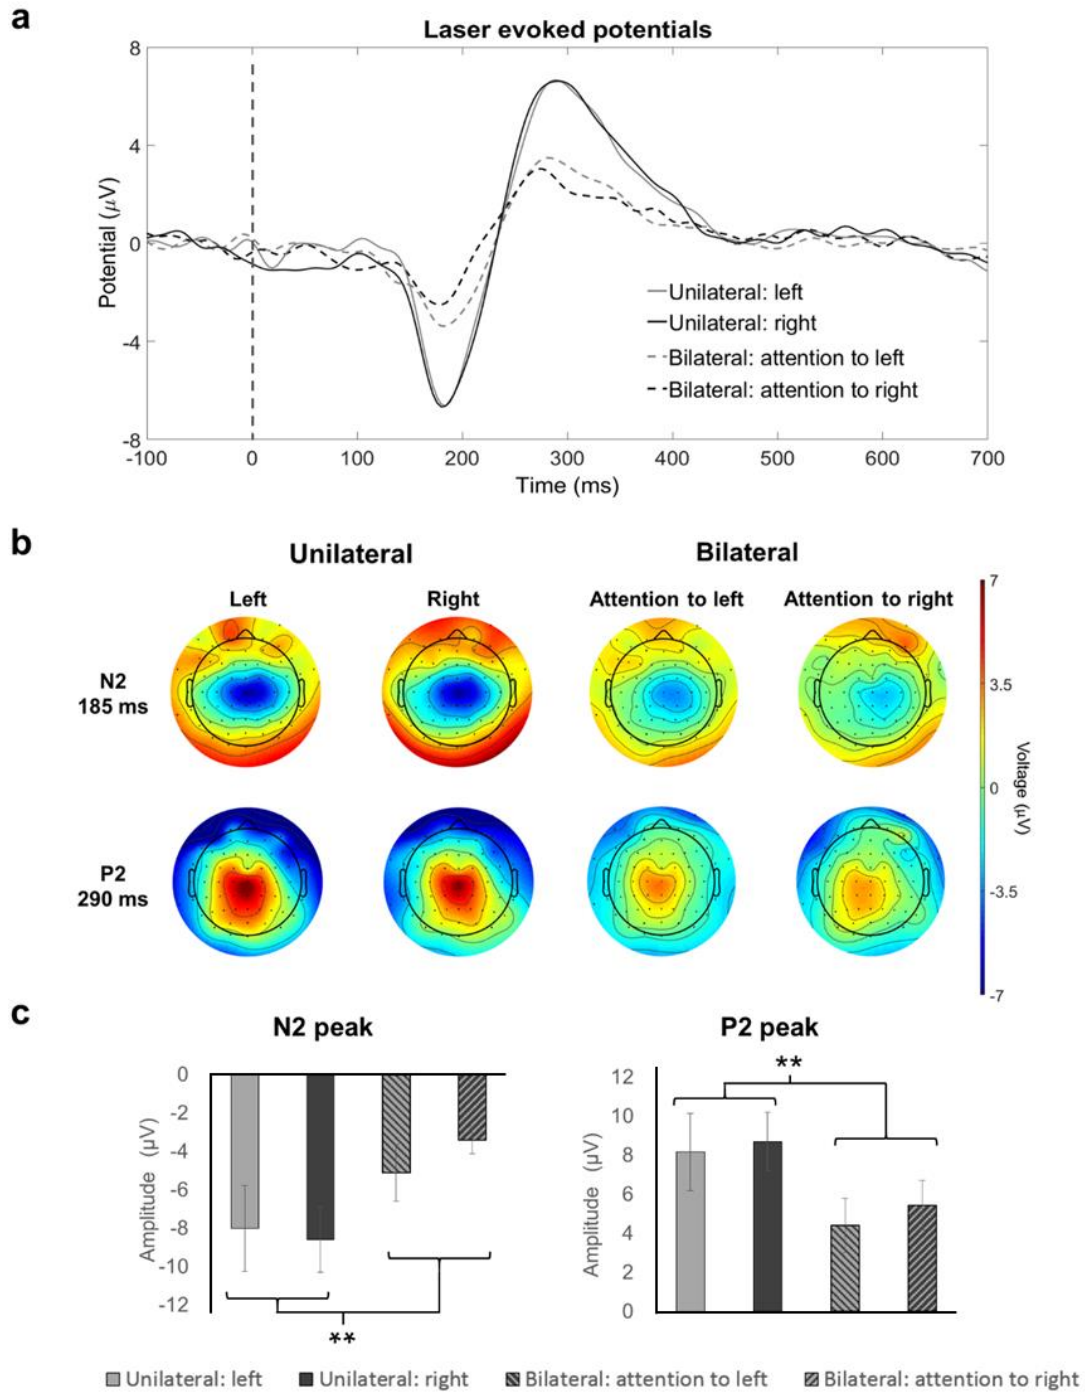 a
Laser evoked potentials
8
4
0
-4
-8
Potential (μV)
-100 0 100 200 300 400 500 600 700
Time (ms)
Unilateral: left
Unilateral: right
Bilateral: attention to left
Bilateral: attention to right
b
Unilateral Bilateral
Left Right Attention to left Attention to right
N2
185 ms
P2
290 ms
7
3.5
0
-3.5
-7
Voltage (μV)
c
N2 peak
0
-2
-4
-6
-8
-10
-12
Amplitude (μV)
**
P2 peak
**
12
10
8
6
4
2
0
Amplitude (μV)
Unilateral: left Unilateral: right Bilateral: attention to left Bilateral: attention to right